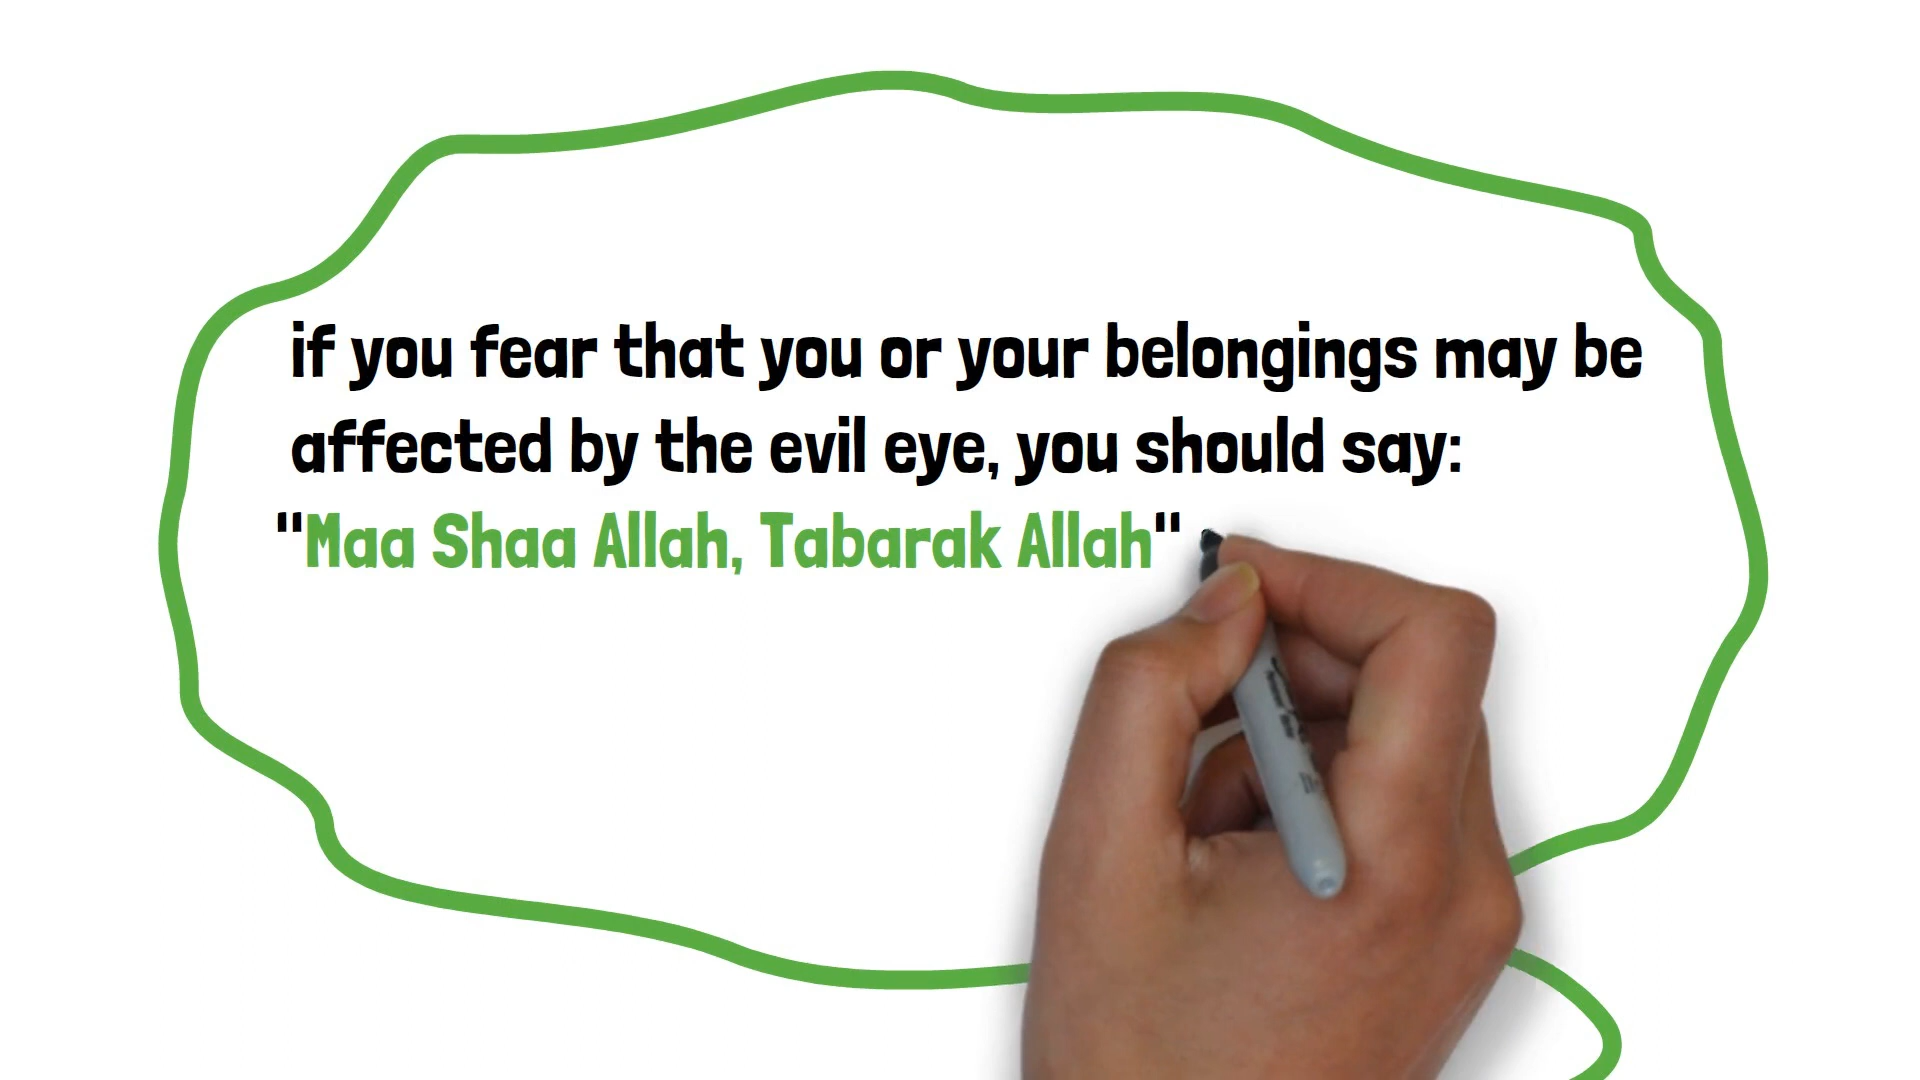 if you fear that you or your belongings may be
affected by the evil eye, you should say:
"Maa Shaa Allah, Tabarak Allah"